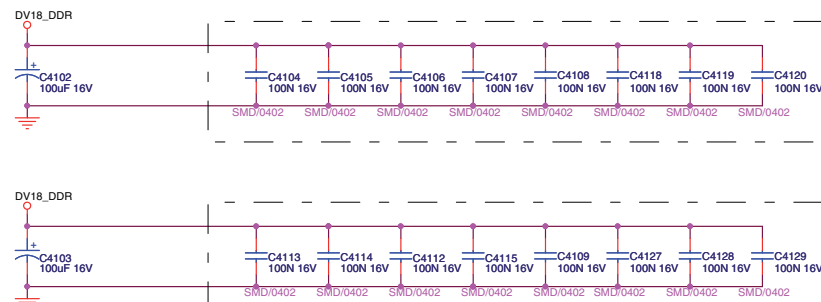 DV18_DDR
+
C4102
100uF 16V
C4104
100N 16V
SMD/0402
C4105
100N 16V
SMD/0402
C4106
100N 16V
SMD/0402
C4107
100N 16V
SMD/0402
C4108
100N 16V
SMD/0402
C4118
100N 16V
SMD/0402
C4119
100N 16V
SMD/0402
C4120
100N 16V
SMD/0402
DV18_DDR
+
C4103
100uF 16V
C4113
100N 16V
SMD/0402
C4114
100N 16V
SMD/0402
C4112
100N 16V
SMD/0402
C4115
100N 16V
SMD/0402
C4109
100N 16V
SMD/0402
C4127
100N 16V
SMD/0402
C4128
100N 16V
SMD/0402
C4129
100N 16V
SMD/0402